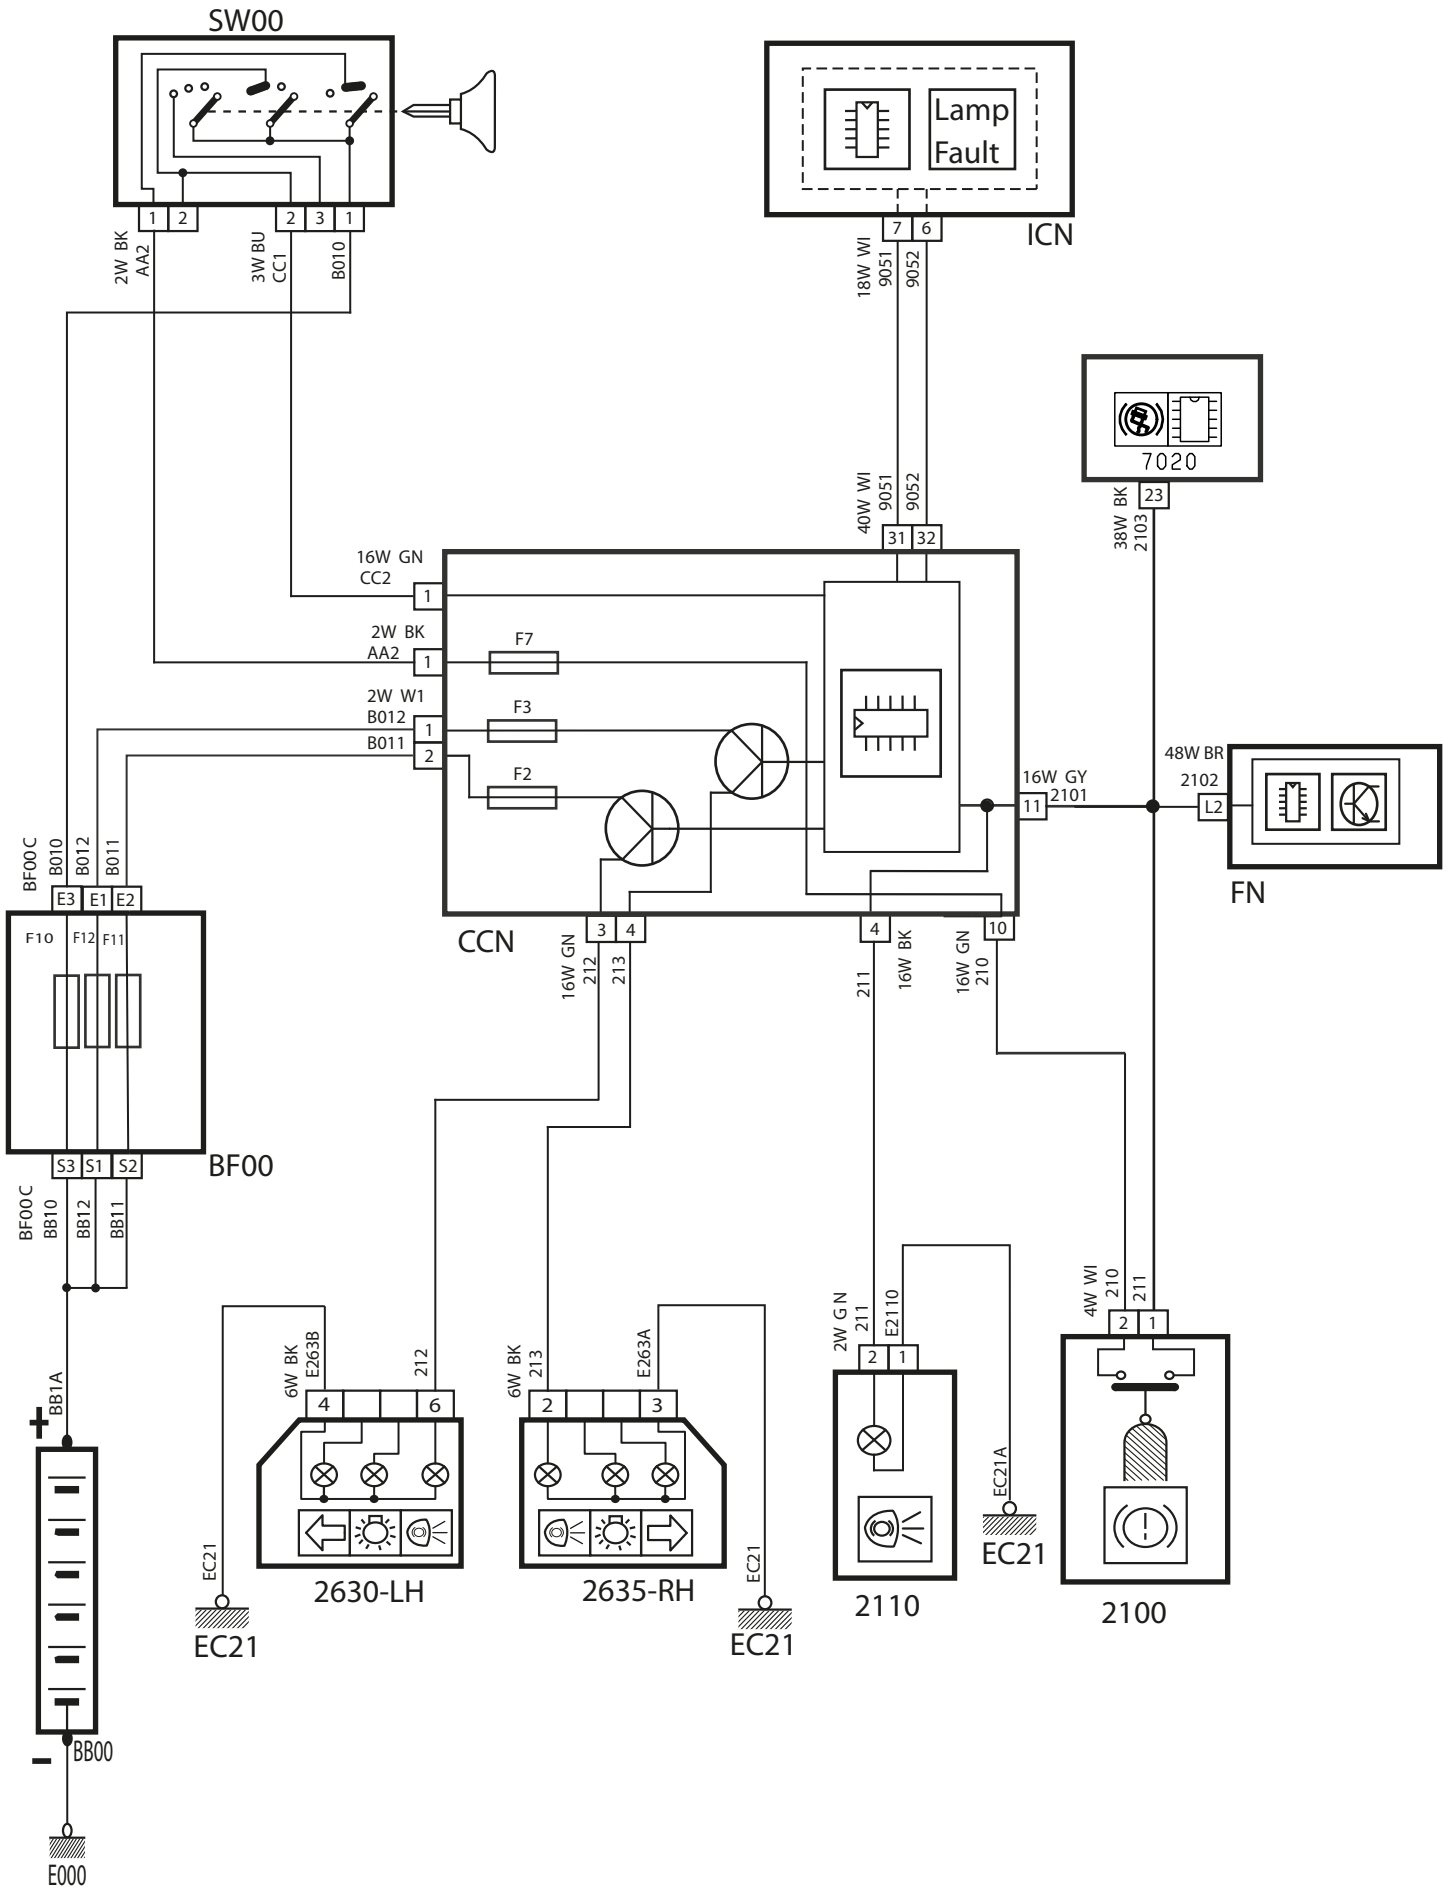 SW00
1 2 2 3 1
2W BK
AA2
3W BU
CC1
B010
Lamp
Fault
7 6
ICN
18W WI
9051
9052
7020
23
38W BK
2103
40W WI
9051
9052
31 32
16W GN
CC2
1
2W BK
AA2
1
F7
2W W1
B012
1
B011
2
F3
F2
16W GY
2101
11
48W BR
2102
L2
FN
BF00C
B010
B012
B011
E3 E1 E2
F10 F12 F11
S3 S1 S2
BF00
BF00C
BB10
BB12
BB11
CCN
3 4
16W GN
212
213
4
211
16W BK
10
16W GN
210
BB1A
+
-
BB00
E000
6W BK
E263B
212
4 6
EC21
EC21
2630-LH
6W BK
213
E263A
2 3
EC21
EC21
2635-RH
2W GN
211
E2110
2 1
EC21A
EC21
2110
4W WI
210
211
2 1
2100